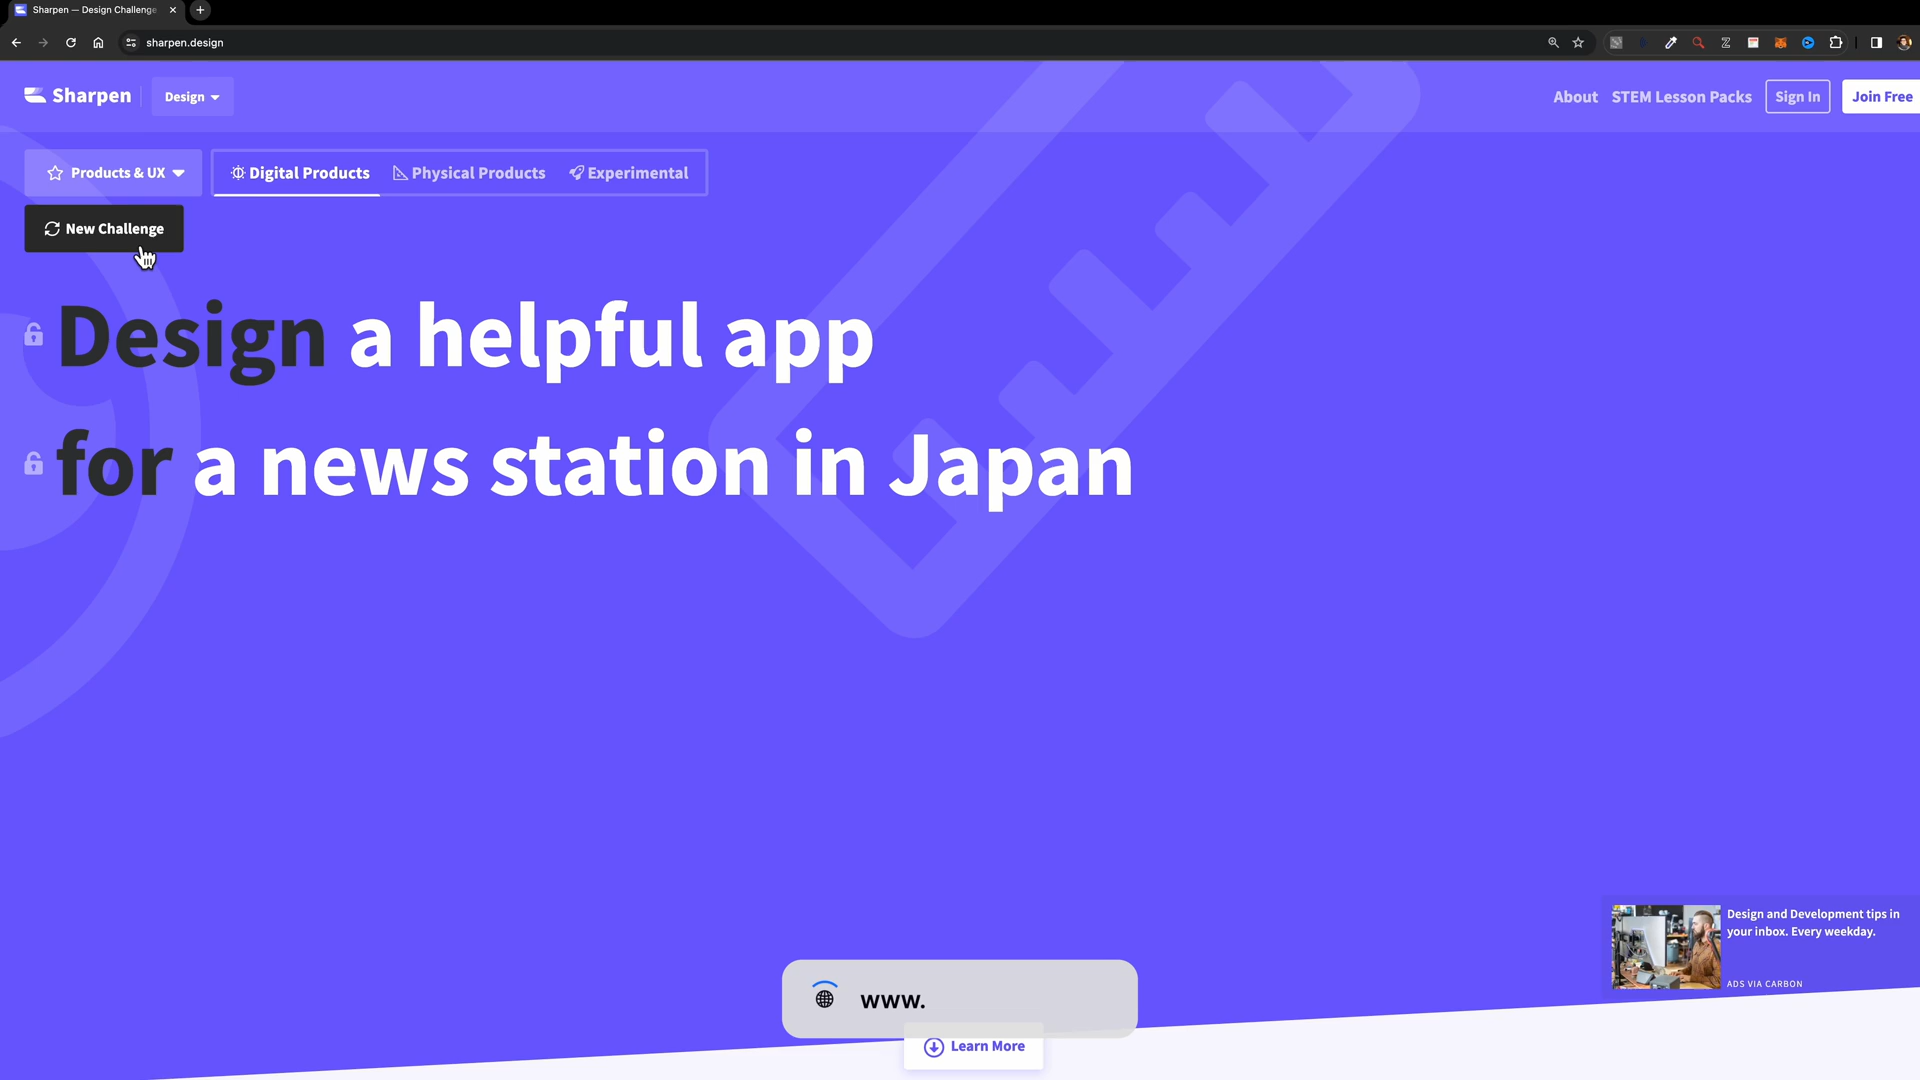 Sharpen — Design Challenge
sharpen.design
Sharpen
Design
About
STEM Lesson Packs
Sign In
Join Free
Products & UX
Digital Products
Physical Products
Experimental
New Challenge
Design a helpful app
for a news station in Japan
Design and Development tips in
your inbox. Every weekday.
ADS VIA CARBON
www.
Learn More